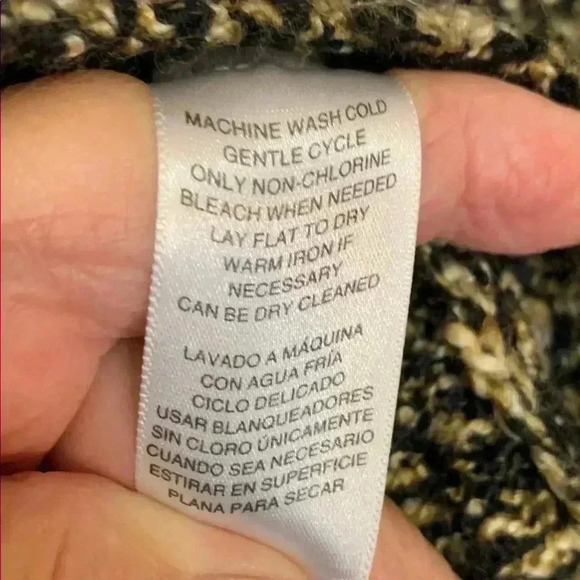 MACHINE WASH COLD
GENTLE CYCLE
ONLY NON-CHLORINE
BLEACH WHEN NEEDED
LAY FLAT TO DRY
WARM IRON IF
NECESSARY
CAN BE DRY CLEANED
LAVADO A MÁQUINA
CON AGUA FRÍA
CICLO DELICADO
USAR BLANQUEADORES
SIN CLORO ÚNICAMENTE
CUANDO SEA NECESARIO
ESTIRAR EN SUPERFICIE
PLANA PARA SECAR